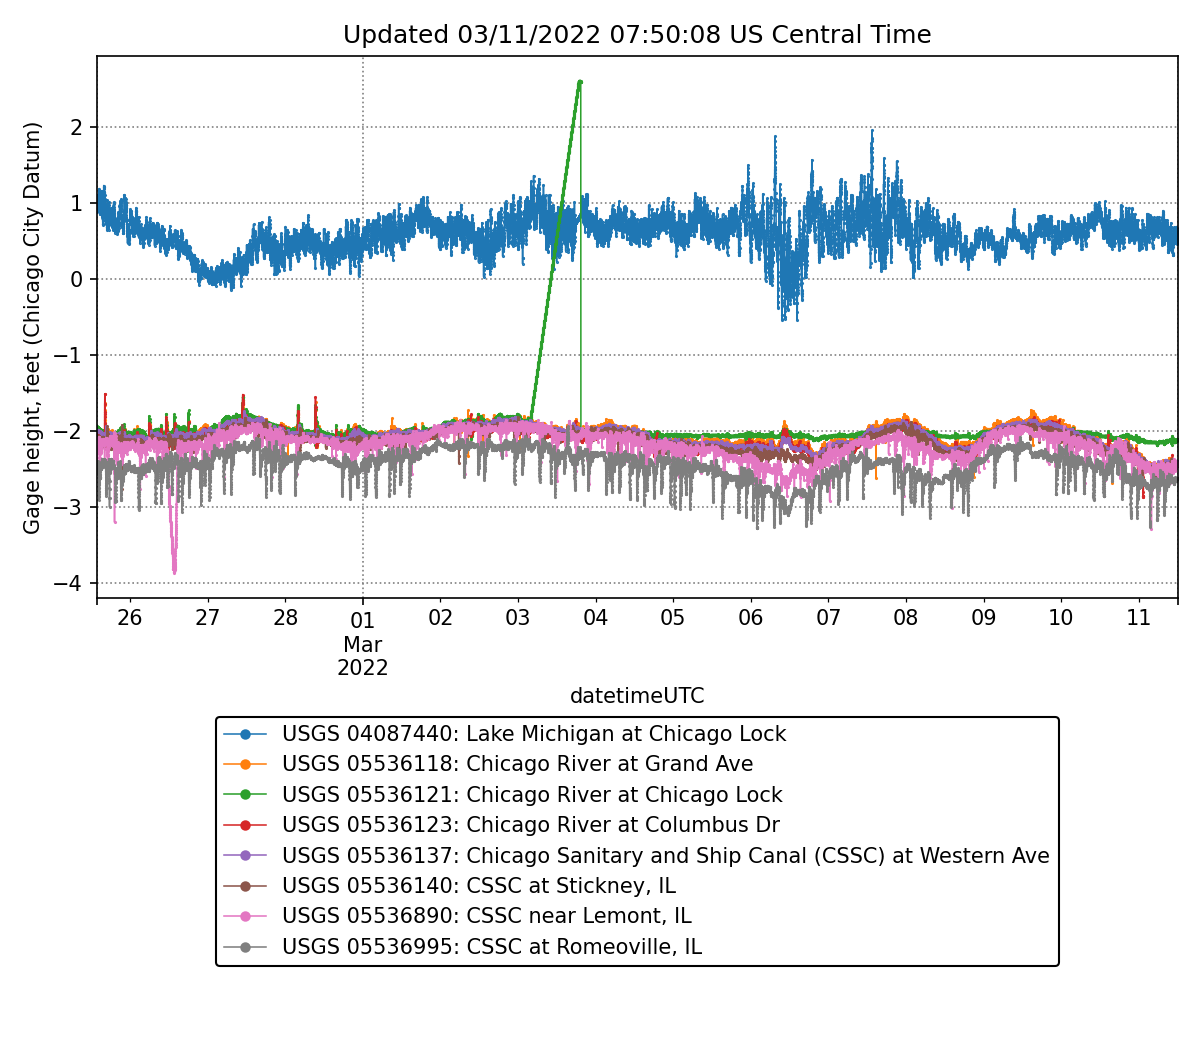 Updated 03/11/2022 07:50:08 US Central Time
Gage height, feet (Chicago City Datum)
2
1
0
−1
−2
−3
−4
26 27 28 01 02 03 04 05 06 07 08 09 10 11
Mar
2022
datetimeUTC
USGS 04087440: Lake Michigan at Chicago Lock
USGS 05536118: Chicago River at Grand Ave
USGS 05536121: Chicago River at Chicago Lock
USGS 05536123: Chicago River at Columbus Dr
USGS 05536137: Chicago Sanitary and Ship Canal (CSSC) at Western Ave
USGS 05536140: CSSC at Stickney, IL
USGS 05536890: CSSC near Lemont, IL
USGS 05536995: CSSC at Romeoville, IL